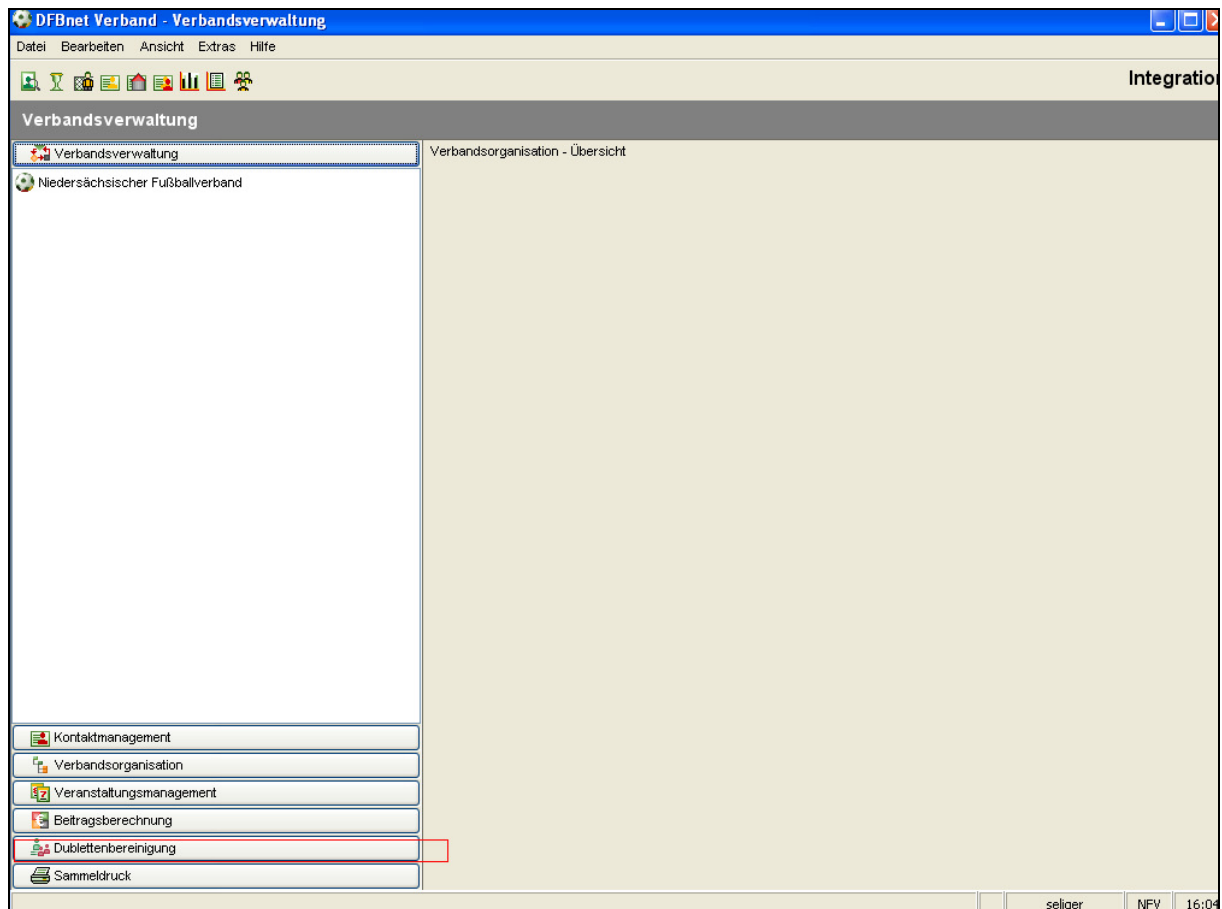 DFBnet Verband - Verbandsverwaltung
Datei Bearbeiten Ansicht Extras Hilfe
Verbandsverwaltung
Verbandsverwaltung
Verbandsorganisation - Übersicht
Niedersächsischer Fußballverband
Kontaktmanagement
Verbandsorganisation
Veranstaltungsmanagement
Beitragsberechnung
Dublettenbereinigung
Sammeldruck
seliger NFV 16:04